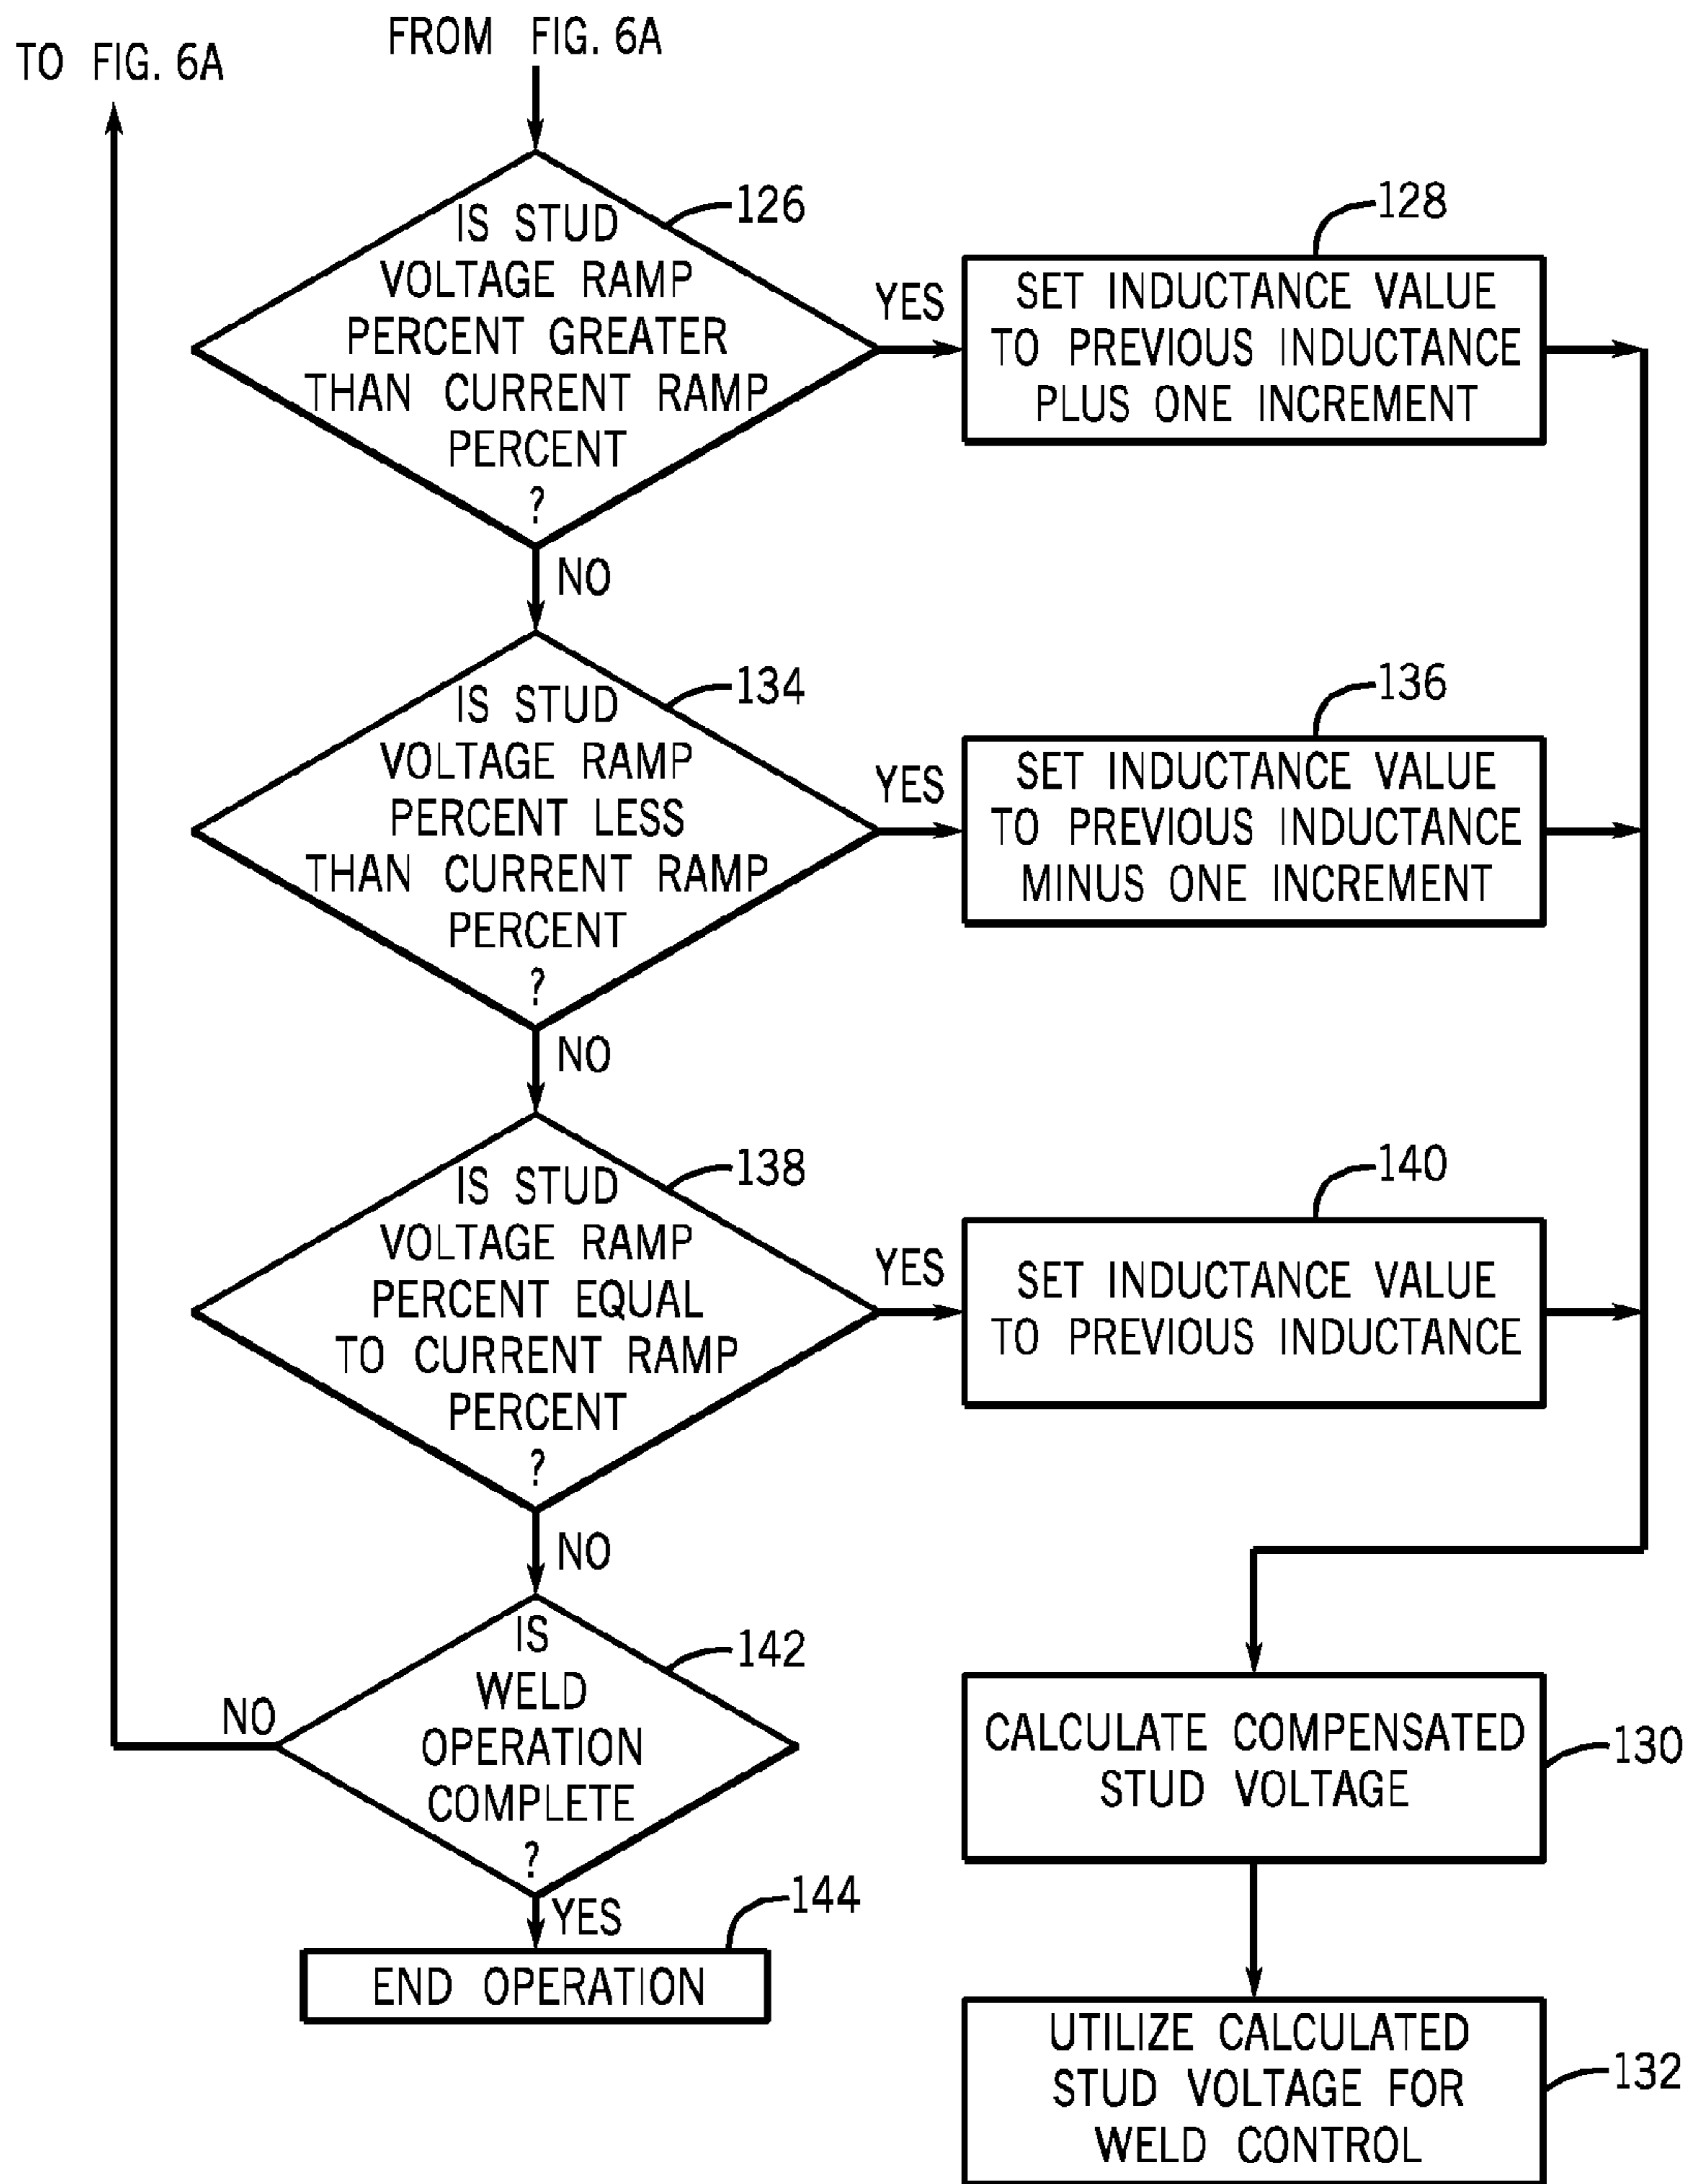 TO FIG. 6A
FROM FIG. 6A
IS STUD
VOLTAGE RAMP
PERCENT GREATER
THAN CURRENT RAMP
PERCENT
?
126
YES
128
SET INDUCTANCE VALUE
TO PREVIOUS INDUCTANCE
PLUS ONE INCREMENT
NO
IS STUD
VOLTAGE RAMP
PERCENT LESS
THAN CURRENT RAMP
PERCENT
?
134
YES
136
SET INDUCTANCE VALUE
TO PREVIOUS INDUCTANCE
MINUS ONE INCREMENT
NO
IS STUD
VOLTAGE RAMP
PERCENT EQUAL
TO CURRENT RAMP
PERCENT
?
138
YES
140
SET INDUCTANCE VALUE
TO PREVIOUS INDUCTANCE
NO
IS
WELD
OPERATION
COMPLETE
?
142
NO
YES
144
END OPERATION
CALCULATE COMPENSATED
STUD VOLTAGE
130
UTILIZE CALCULATED
STUD VOLTAGE FOR
WELD CONTROL
132